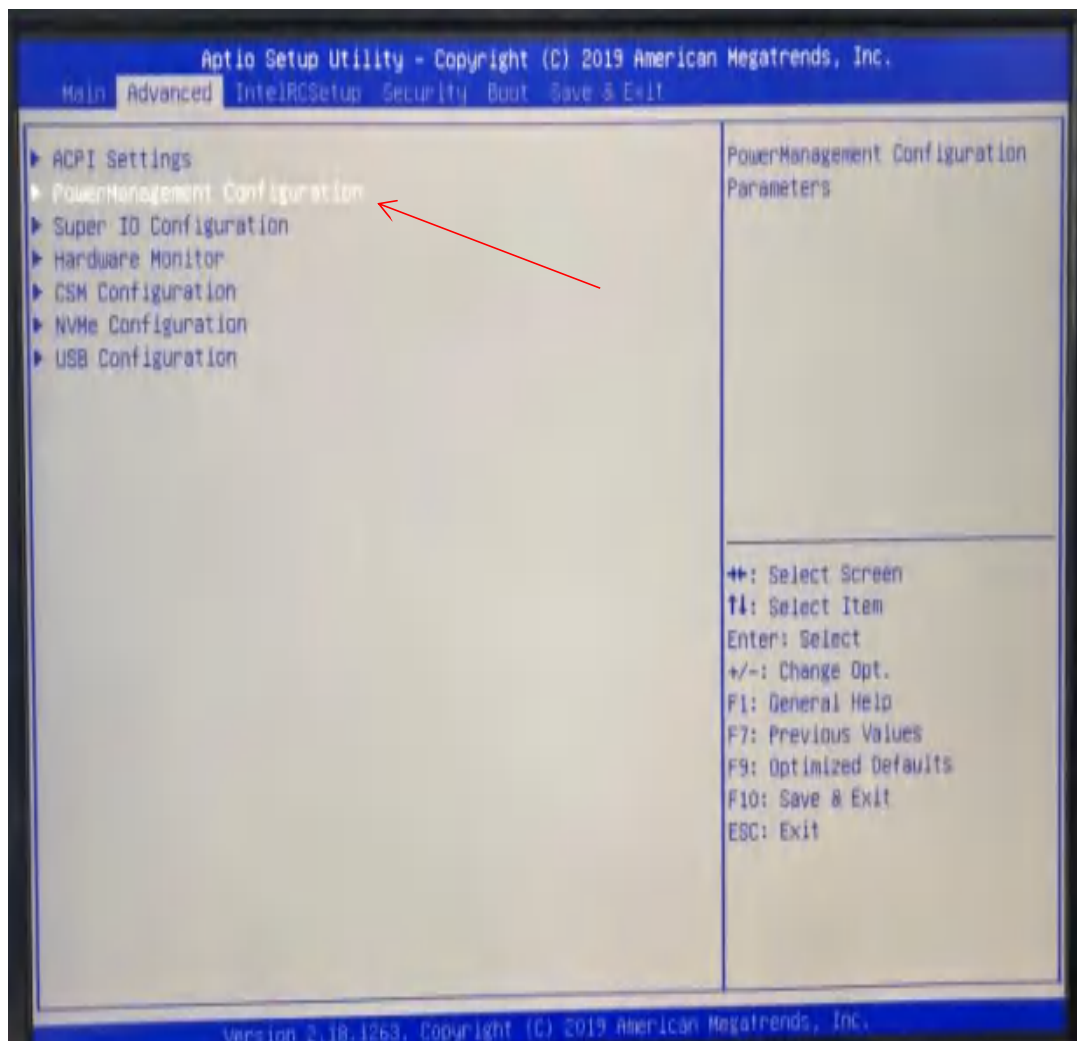 Aptio Setup Utility - Copyright (C) 2019 American Megatrends, Inc.
Main Advanced IntelRCSetup Security Boot Save & Exit
ACPI Settings
PowerManagement Configuration
Super IO Configuration
Hardware Monitor
CSM Configuration
NVMe Configuration
USB Configuration
PowerManagement Configuration
Parameters
→←: Select Screen
↑↓: Select Item
Enter: Select
+/-: Change Opt.
F1: General Help
F7: Previous Values
F9: Optimized Defaults
F10: Save & Exit
ESC: Exit
Version 2.18.1263. Copyright (C) 2019 American Megatrends, Inc.